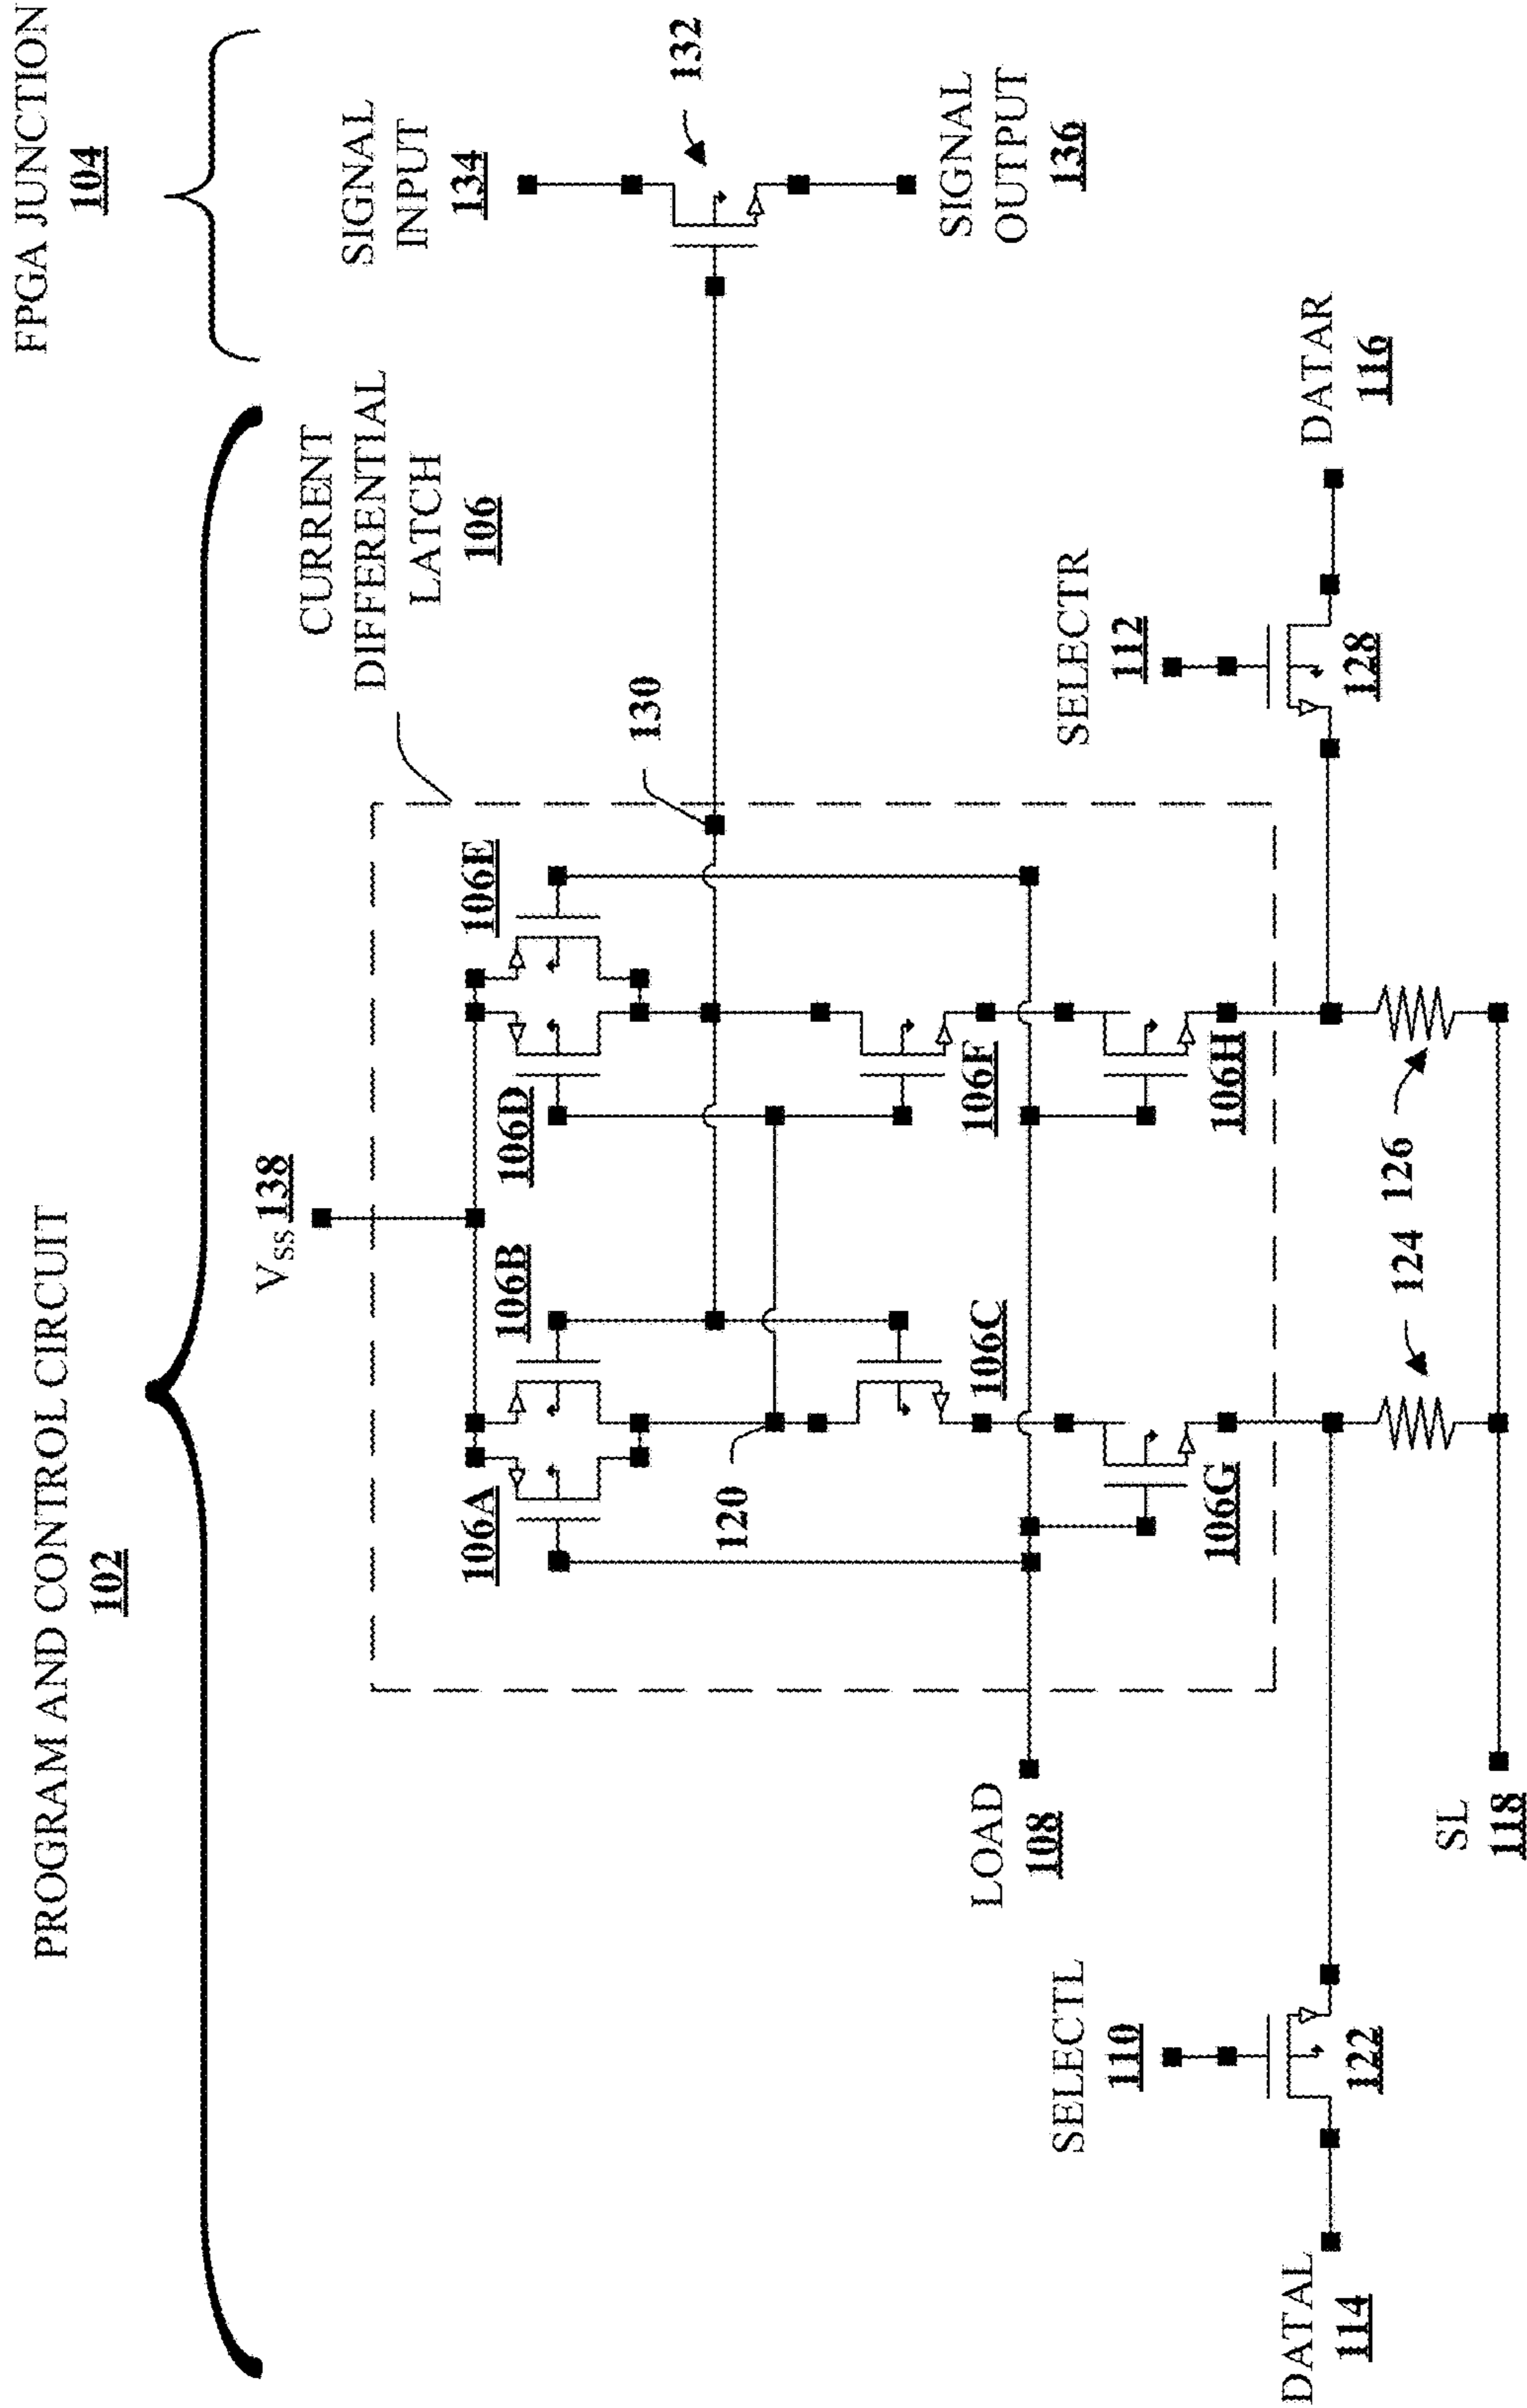 PROGRAM AND CONTROL CIRCUIT
102
FPGA JUNCTION
104
VSS 138
CURRENT
DIFFERENTIAL
LATCH
106
SIGNAL
INPUT
134
132
SIGNAL
OUTPUT
136
106A
106B
106D
106E
120
130
106C
106F
LOAD
108
106G
106H
SELECTL
110
SELECTR
112
DATAL
114
122
128
DATAR
116
124
126
SL
118